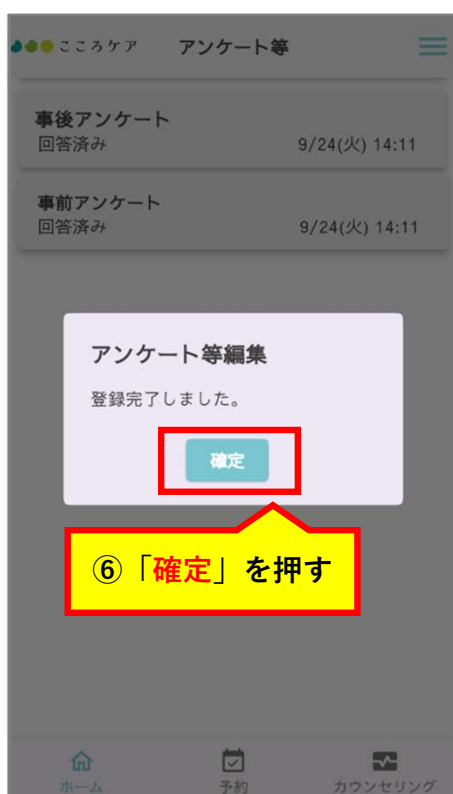 こころケア アンケート等
事後アンケート
回答済み 9/24(火) 14:11
事前アンケート
回答済み 9/24(火) 14:11
アンケート等編集
登録完了しました。
確定
⑥「確定」を押す
ホーム 予約 カウンセリング